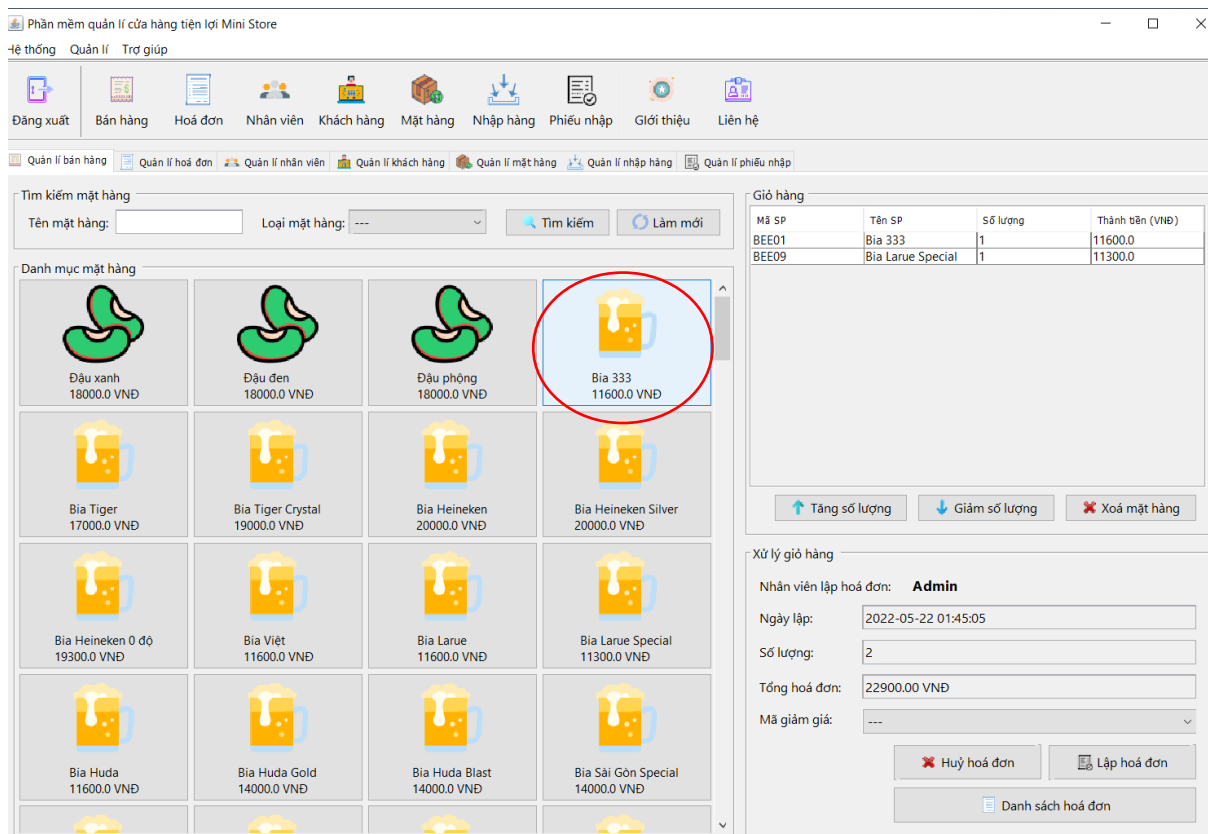 Phần mềm quản lí cửa hàng tiện lợi Mini Store
Hệ thống Quản lí Trợ giúp
Đăng xuất Bán hàng Hoá đơn Nhân viên Khách hàng Mặt hàng Nhập hàng Phiếu nhập Giới thiệu Liên hệ
Quản lí bán hàng Quản lí hoá đơn Quản lí nhân viên Quản lí khách hàng Quản lí mặt hàng Quản lí nhập hàng Quản lí phiếu nhập
Tìm kiếm mặt hàng
Tên mặt hàng: Loại mặt hàng: --- Tìm kiếm Làm mới
Danh mục mặt hàng
Đậu xanh Đậu đen Đậu phộng Bia 333
18000.0 VNĐ 18000.0 VNĐ 18000.0 VNĐ 11600.0 VNĐ
Bia Tiger Bia Tiger Crystal Bia Heineken Bia Heineken Silver
17000.0 VNĐ 19000.0 VNĐ 20000.0 VNĐ 20000.0 VNĐ
Bia Heineken 0 độ Bia Việt Bia Larue Bia Larue Special
19300.0 VNĐ 11600.0 VNĐ 11600.0 VNĐ 11300.0 VNĐ
Bia Huda Bia Huda Gold Bia Huda Blast Bia Sài Gòn Special
11600.0 VNĐ 14000.0 VNĐ 14000.0 VNĐ 14000.0 VNĐ
Giỏ hàng
Mã SP Tên SP Số lượng Thành tiền (VNĐ)
BEE01 Bia 333 1 11600.0
BEE09 Bia Larue Special 1 11300.0
Tăng số lượng Giảm số lượng Xoá mặt hàng
Xử lý giỏ hàng
Nhân viên lập hoá đơn: Admin
Ngày lập: 2022-05-22 01:45:05
Số lượng: 2
Tổng hoá đơn: 22900.00 VNĐ
Mã giảm giá: ---
Huỷ hoá đơn Lập hoá đơn
Danh sách hoá đơn